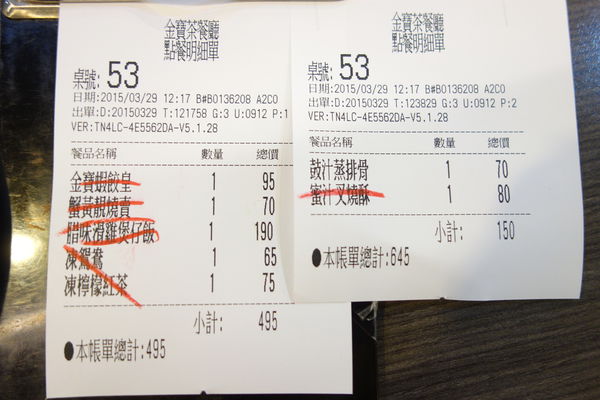 金寶茶餐廳
點餐明細單
桌號: 53
日期:2015/03/29 12:17 B#B0136208 A2C0
出單:D:20150329 T:121758 G:3 U:0912 P:1
VER:TN4LC-4E5562DA-V5.1.28
餐品名稱 數量 總價
金寶蝦餃皇 1 95
蟹黃靚燒賣 1 70
腊味滑雞煲仔飯 1 190
凍鴛鴦 1 65
凍檸檬紅茶 1 75
小計: 495
●本帳單總計:495
金寶茶餐廳
點餐明細單
桌號: 53
日期:2015/03/29 12:17 B#B0136208 A2C0
出單:D:20150329 T:123829 G:3 U:0912 P:2
VER:TN4LC-4E5562DA-V5.1.28
餐品名稱 數量 總價
鼓汁蒸排骨 1 70
蜜汁叉燒酥 1 80
小計: 150
●本帳單總計:645